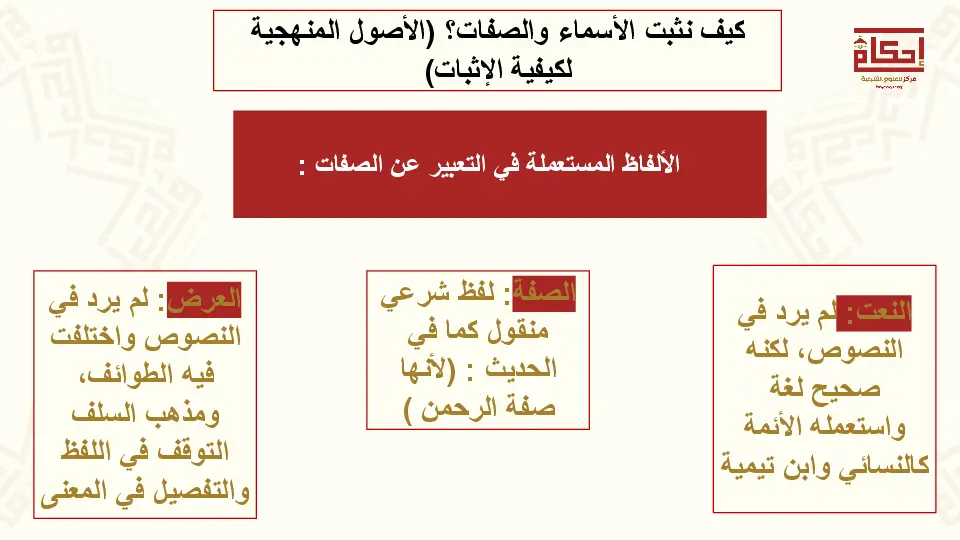 كيف نثبت الأسماء والصفات؟ (الأصول المنهجية
لكيفية الإثبات)
إحكام
مركز للعلوم الشرعية
الألفاظ المستعملة في التعبير عن الصفات :
النعت: لم يرد في
النصوص، لكنه
صحيح لغة
واستعمله الأئمة
كالنسائي وابن تيمية
الصفة: لفظ شرعي
منقول كما في
الحديث : (لأنها
صفة الرحمن )
العرض: لم يرد في
النصوص واختلفت
فيه الطوائف،
ومذهب السلف
التوقف في اللفظ
والتفصيل في المعنى